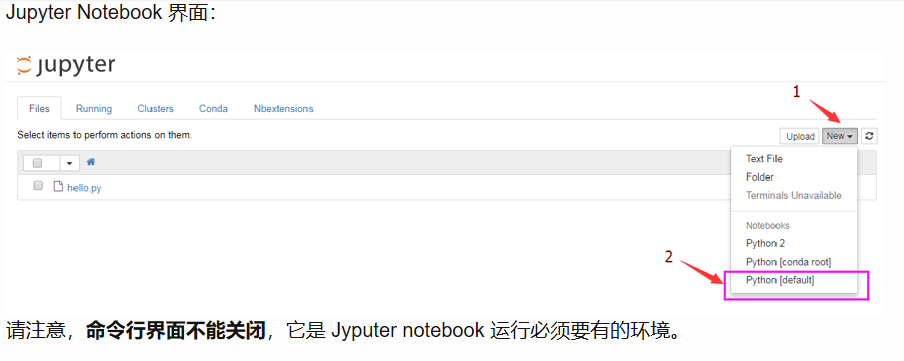 Jupyter Notebook 界面：
jupyter
Files Running Clusters Conda Nbextensions
1
Select items to perform actions on them.
Upload New
hello.py
Text File
Folder
Terminals Unavailable
Notebooks
Python 2
2
Python [conda root]
Python [default]
请注意，命令行界面不能关闭，它是 Jyputer notebook 运行必须要有的环境。